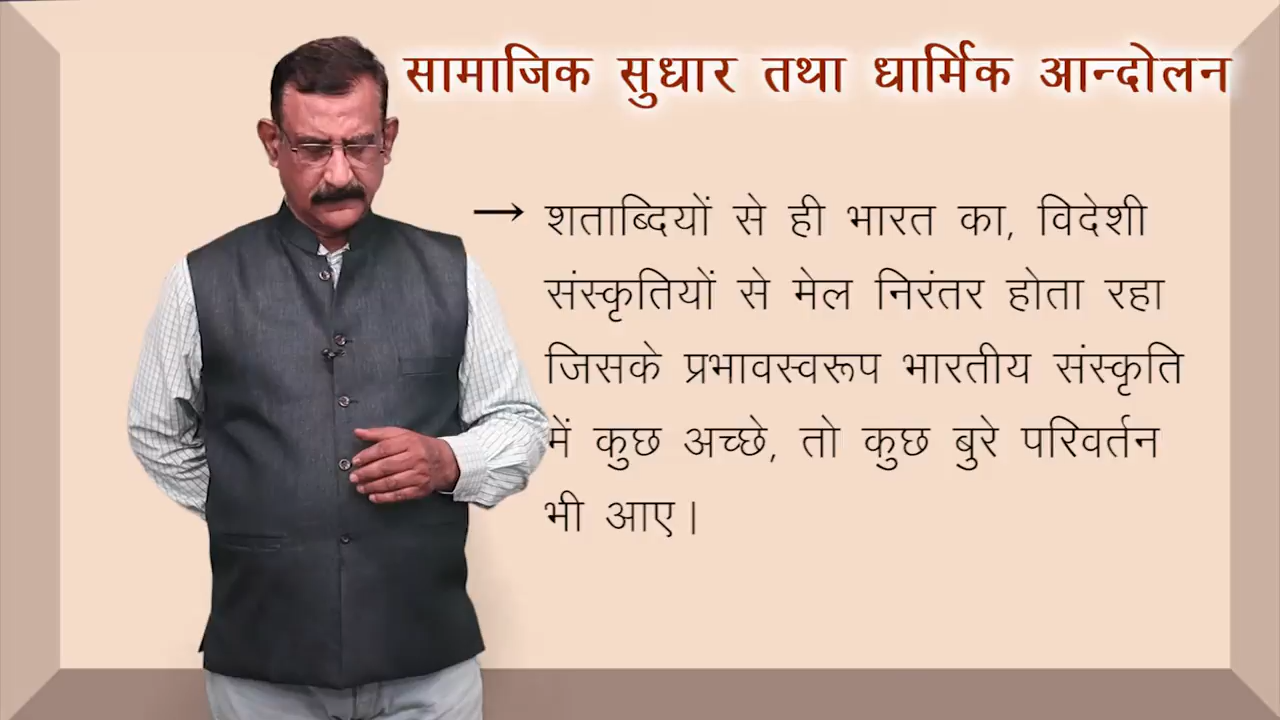 सामाजिक सुधार तथा धार्मिक आन्दोलन
→ शताब्दियों से ही भारत का, विदेशी
संस्कृतियों से मेल निरंतर होता रहा
जिसके प्रभावस्वरूप भारतीय संस्कृति
में कुछ अच्छे, तो कुछ बुरे परिवर्तन
भी आए।